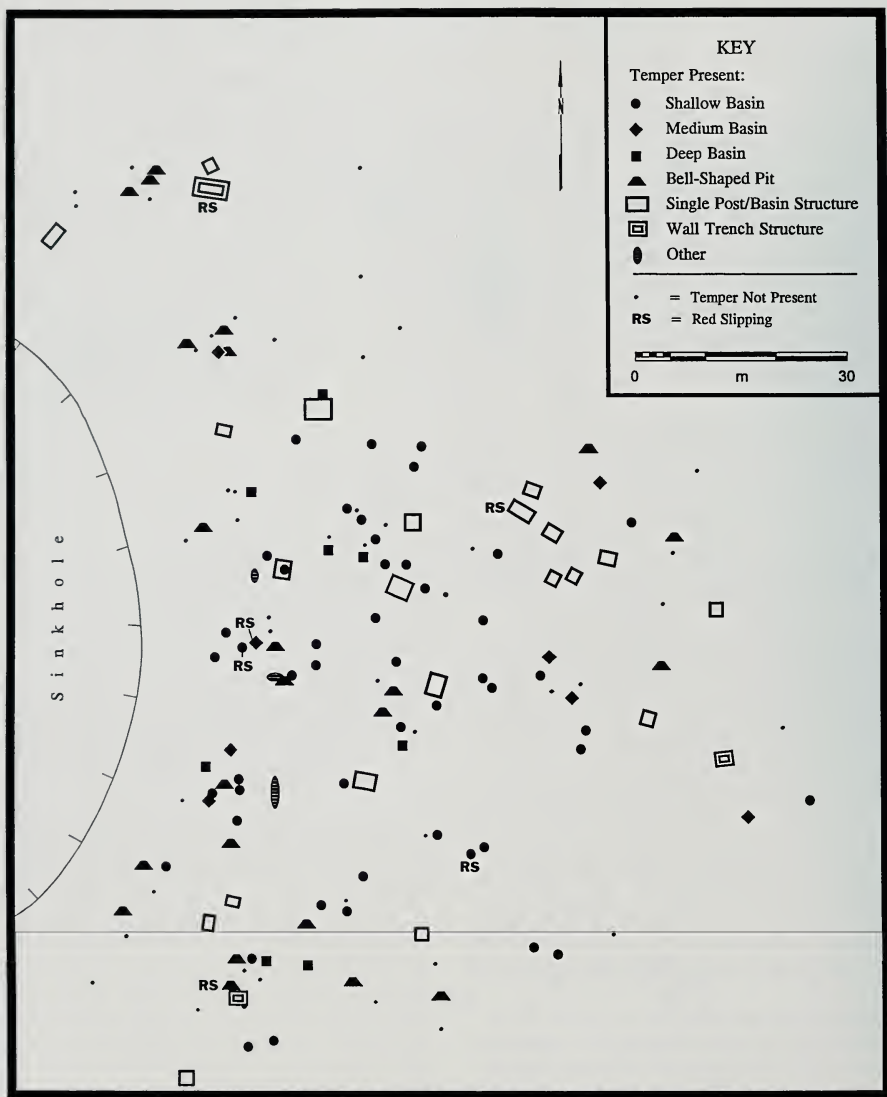 KEY
Temper Present:
Shallow Basin
Medium Basin
Deep Basin
Bell-Shaped Pit
Single Post/Basin Structure
Wall Trench Structure
Other
• = Temper Not Present
RS = Red Slipping
0 m 30
N
RS
RS
Sinkhole
RS
RS
RS
RS